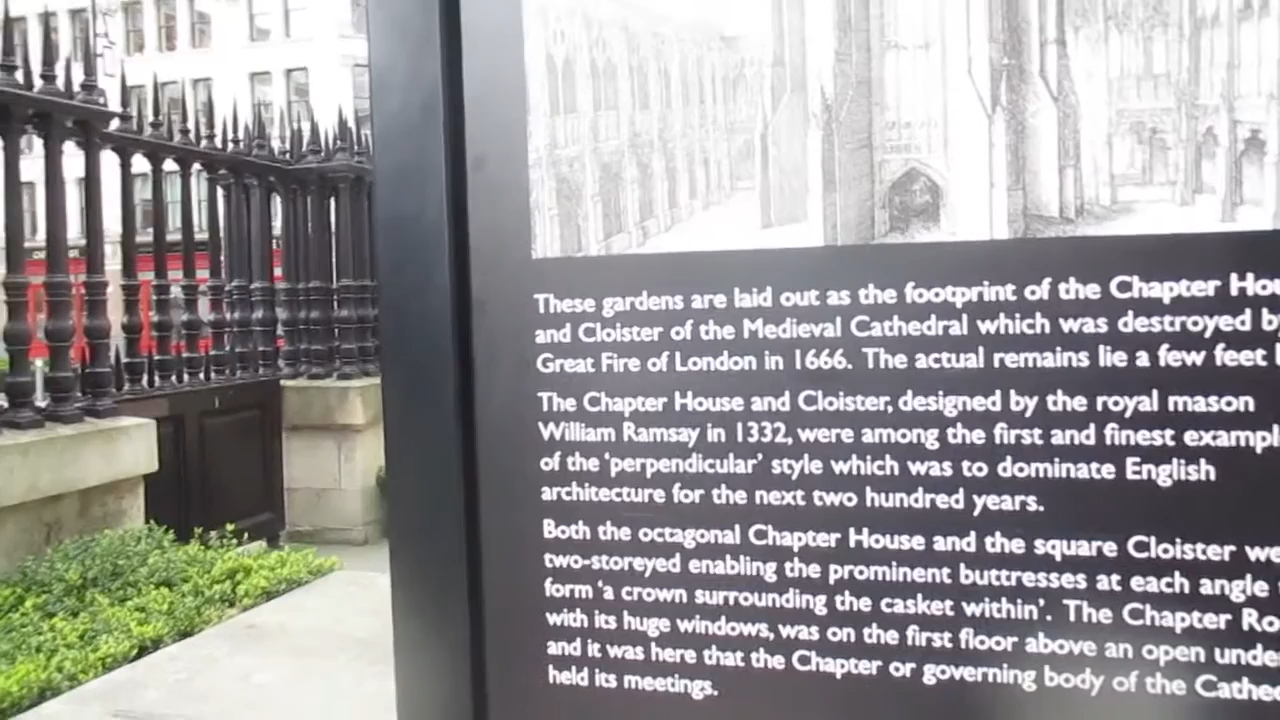 These gardens are laid out as the footprint of the Chapter Hou
and Cloister of the Medieval Cathedral which was destroyed b
Great Fire of London in 1666. The actual remains lie a few feet
The Chapter House and Cloister, designed by the royal mason
William Ramsay in 1332, were among the first and finest exampl
of the 'perpendicular' style which was to dominate English
architecture for the next two hundred years.
Both the octagonal Chapter House and the square Cloister we
two-storeyed enabling the prominent buttresses at each angle
form 'a crown surrounding the casket within'. The Chapter Ro
with its huge windows, was on the first floor above an open unde
and it was here that the Chapter or governing body of the Cathed
held its meetings.